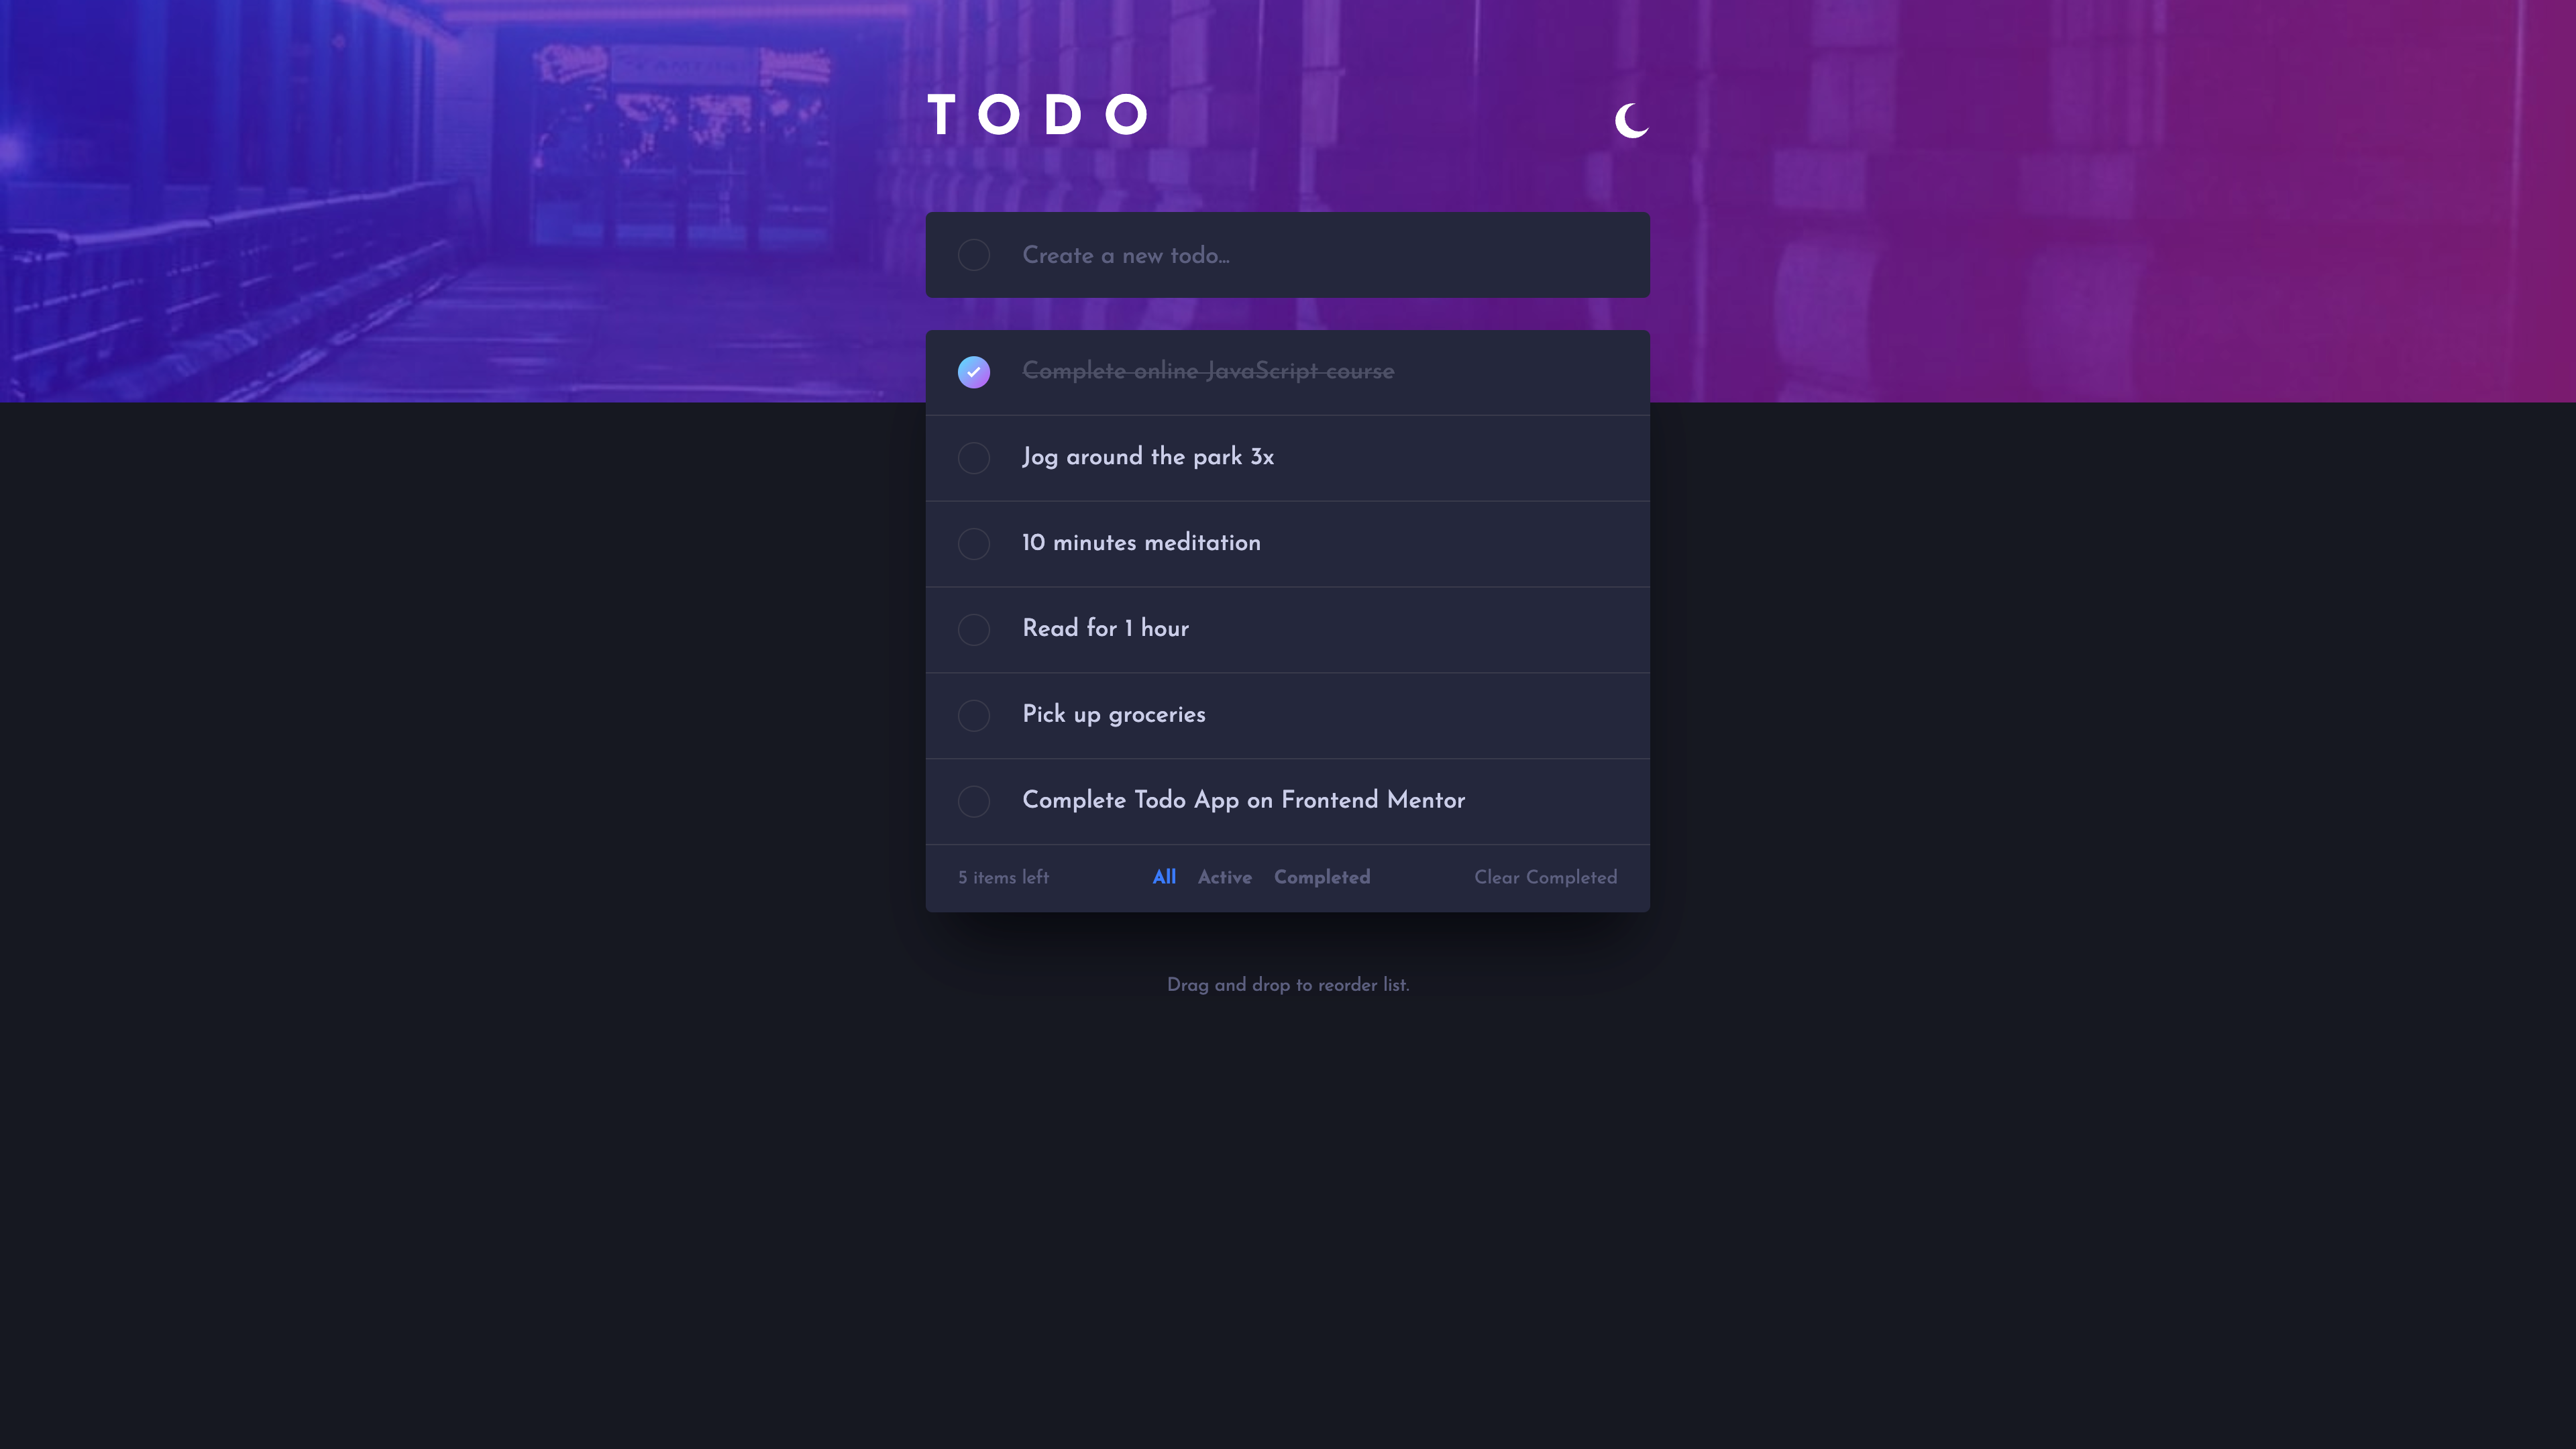 TODO
Create a new todo...
Complete online JavaScript course
Jog around the park 3x
10 minutes meditation
Read for 1 hour
Pick up groceries
Complete Todo App on Frontend Mentor
5 items left All Active Completed Clear Completed
Drag and drop to reorder list.